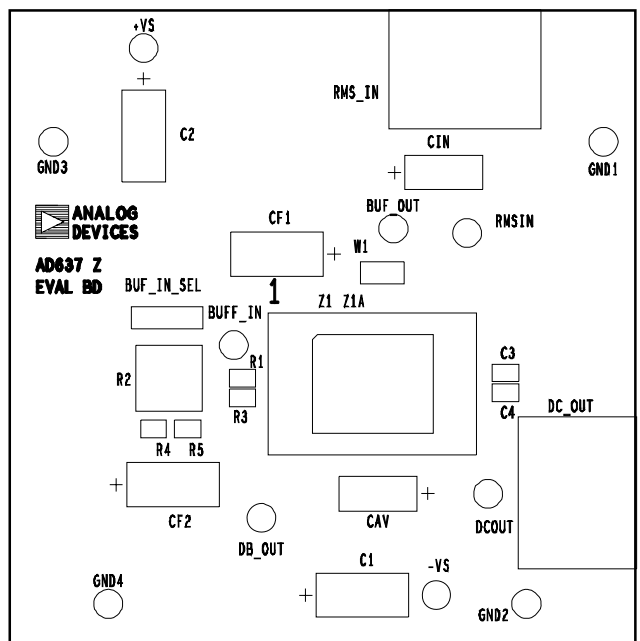 +VS
RMS_IN
C2
CIN
GND3
GND1
ANALOG
DEVICES
BUF_OUT
CF1
RMSIN
W1
AD637 Z
EVAL BD
BUF_IN_SEL
1
Z1 Z1A
BUFF_IN
R1
C3
R2
R3
C4
DC_OUT
R4
R5
CF2
CAV
DCOUT
DB_OUT
C1
-VS
GND4
GND2